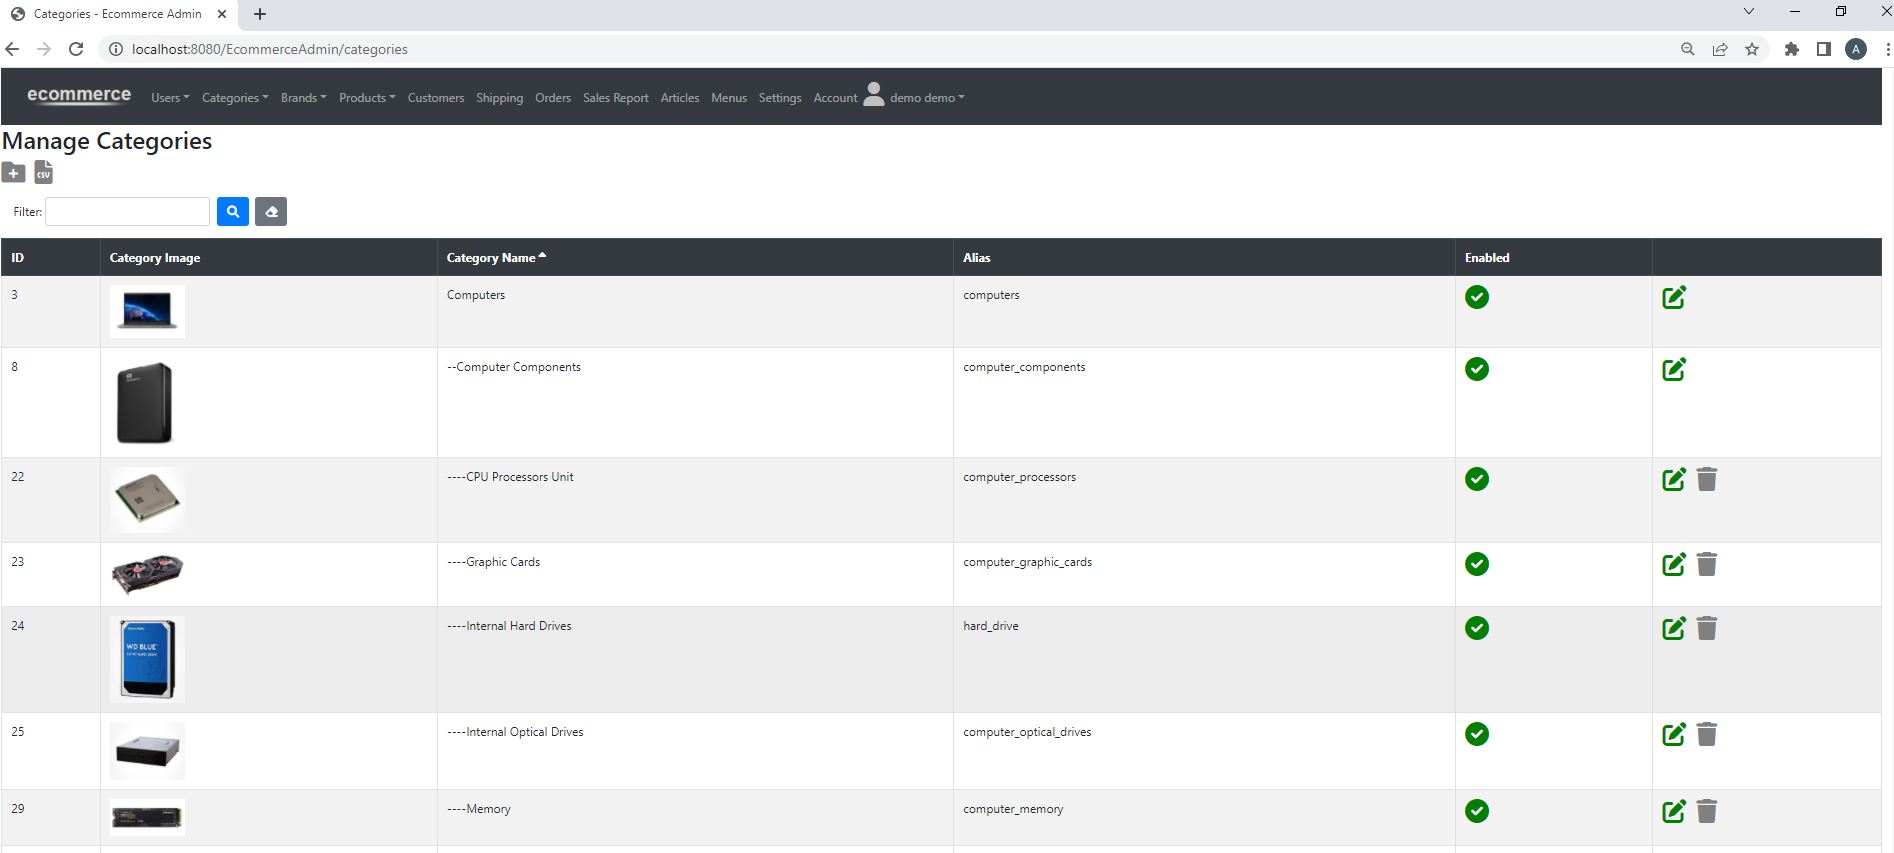 Categories - Ecommerce Admin
localhost:8080/EcommerceAdmin/categories
A
ecommerce Users Categories Brands Products Customers Shipping Orders Sales Report Articles Menus Settings Account demo demo
Manage Categories
CSV
Filter:
ID Category Image Category Name Alias Enabled
3 Computers computers
8 --Computer Components computer_components
22 ----CPU Processors Unit computer_processors
23 ----Graphic Cards computer_graphic_cards
24 ----Internal Hard Drives hard_drive
WD BLUE
25 ----Internal Optical Drives computer_optical_drives
29 ----Memory computer_memory